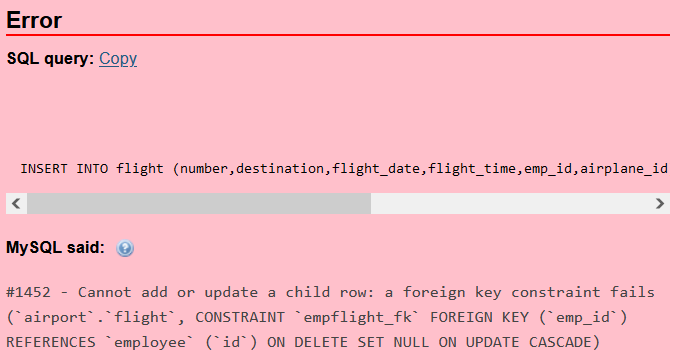 Error
SQL query: Copy
INSERT INTO flight (number,destination,flight_date,flight_time,emp_id,airplane_id
MySQL said:
#1452 - Cannot add or update a child row: a foreign key constraint fails
(`airport`.`flight`, CONSTRAINT `empflight_fk` FOREIGN KEY (`emp_id`)
REFERENCES `employee` (`id`) ON DELETE SET NULL ON UPDATE CASCADE)